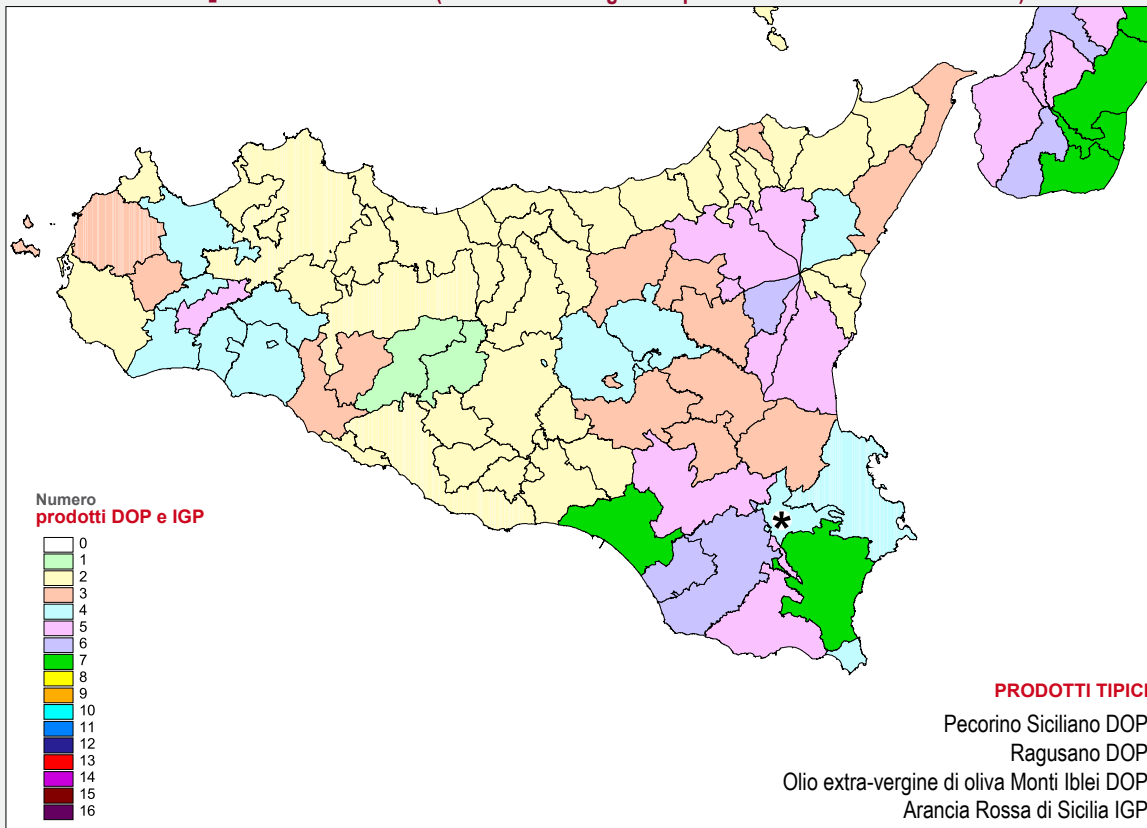 Numero
prodotti DOP e IGP
0
1
2
3
4
5
6
7
8
9
10
11
12
13
14
15
16
*
PRODOTTI TIPICI
Pecorino Siciliano DOP
Ragusano DOP
Olio extra-vergine di oliva Monti Iblei DOP
Arancia Rossa di Sicilia IGP